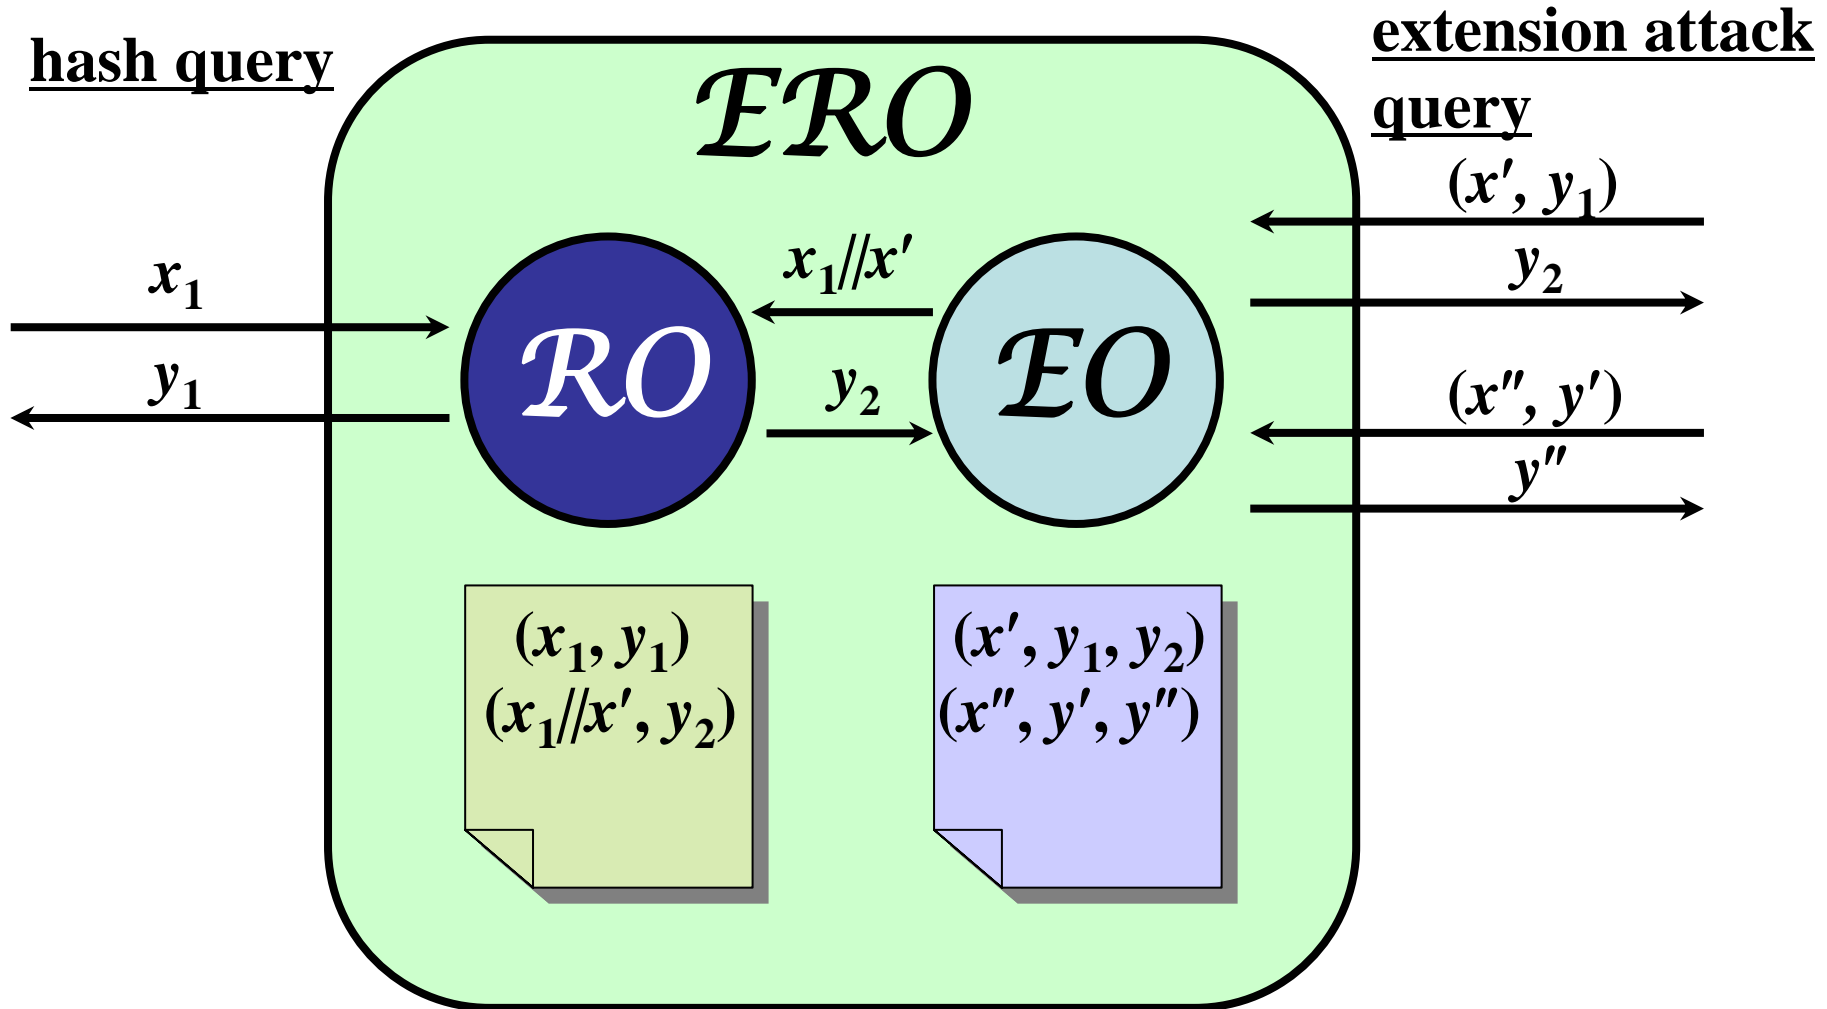 hash query
extension attack
query
ERO
(x′, y₁)
y₂
x₁
y₁
x₁//x′
y₂
RO
EO
(x″, y′)
y″
(x₁, y₁)
(x₁//x′, y₂)
(x′, y₁, y₂)
(x″, y′, y″)